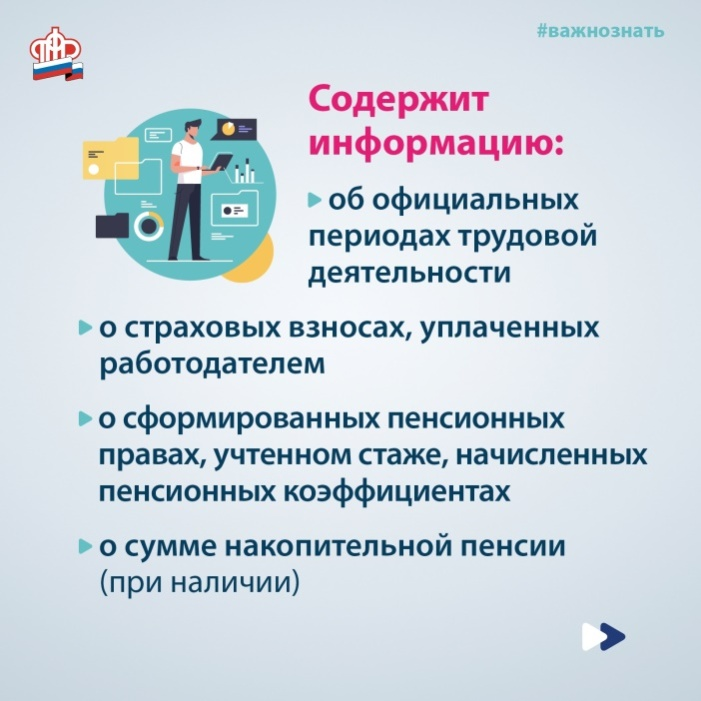 #важнознать
Содержит
информацию:
об официальных
периодах трудовой
деятельности
о страховых взносах, уплаченных
работодателем
о сформированных пенсионных
правах, учтенном стаже, начисленных
пенсионных коэффициентах
о сумме накопительной пенсии
(при наличии)